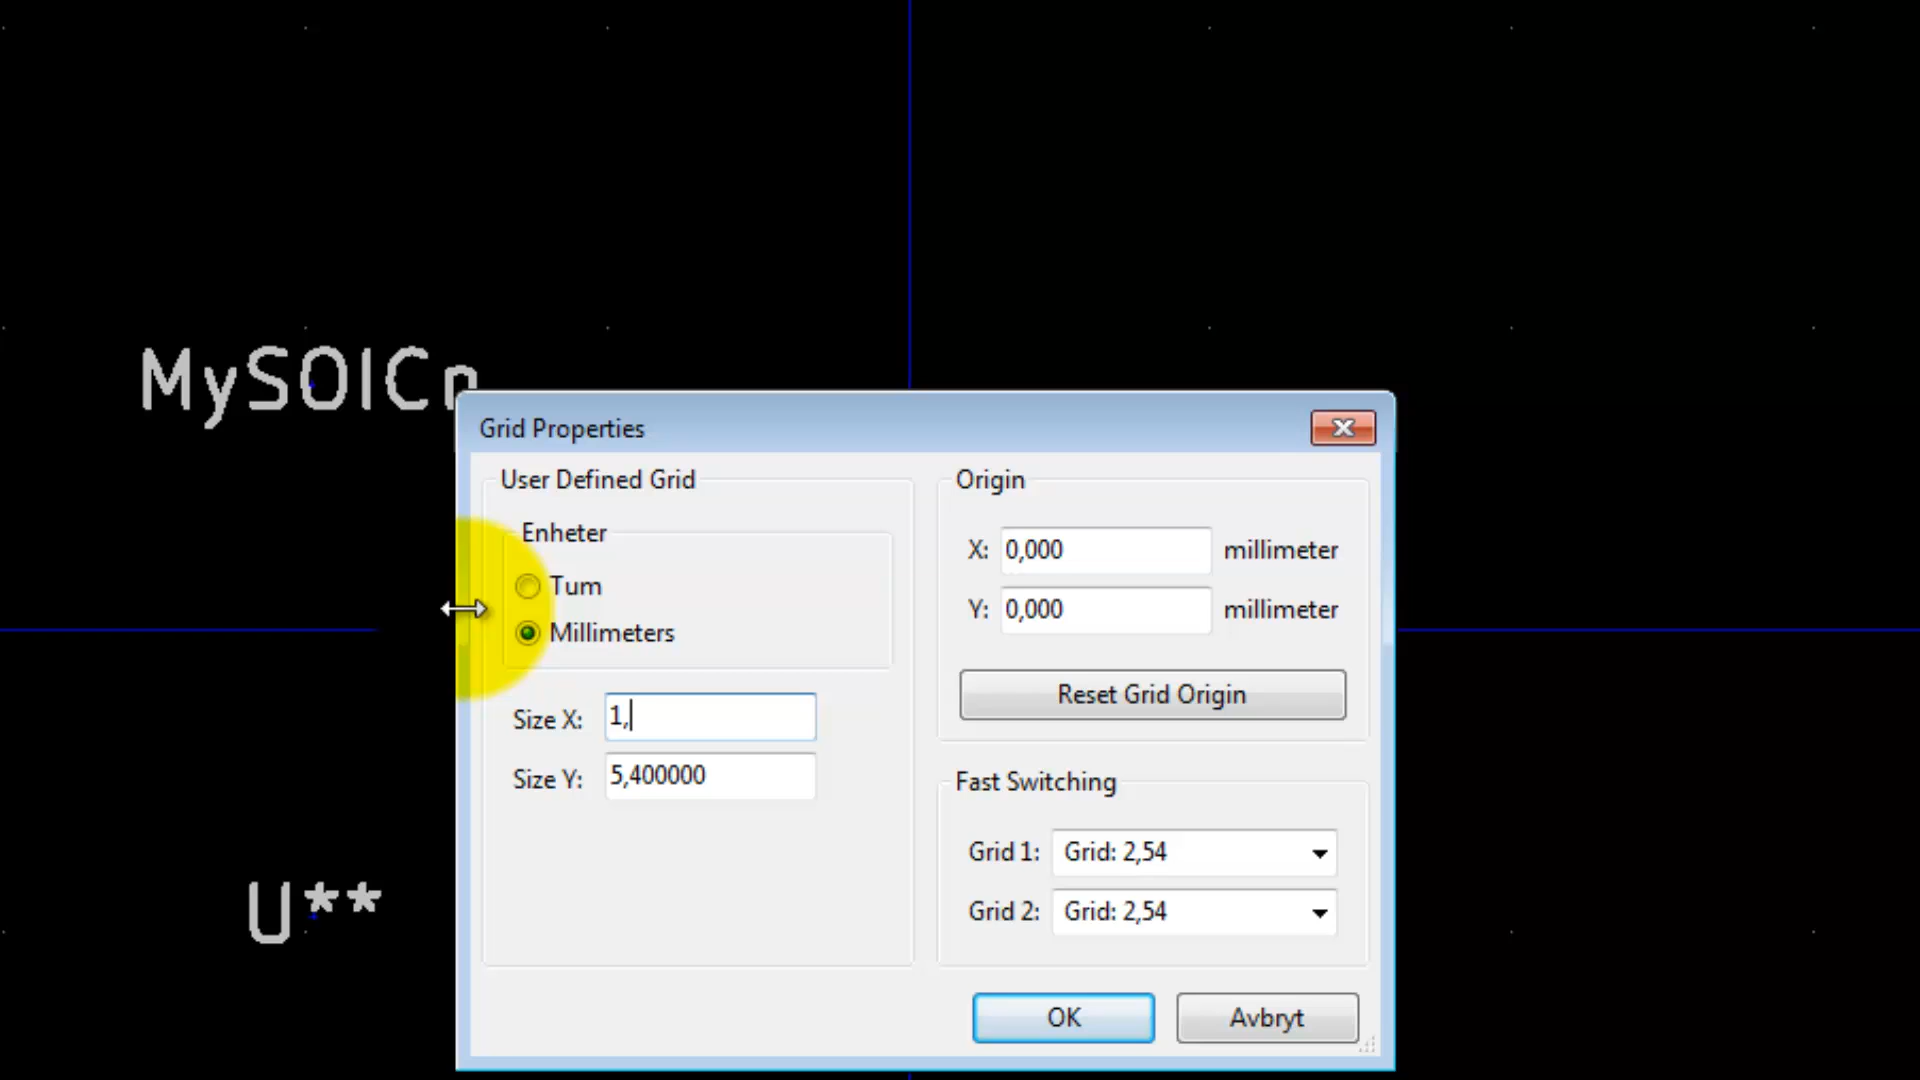 MySOICn
U**
Grid Properties
User Defined Grid
Enheter
Tum
Millimeters
Size X: 1,
Size Y: 5,400000
Origin
X: 0,000 millimeter
Y: 0,000 millimeter
Reset Grid Origin
Fast Switching
Grid 1: Grid: 2,54
Grid 2: Grid: 2,54
OK
Avbryt